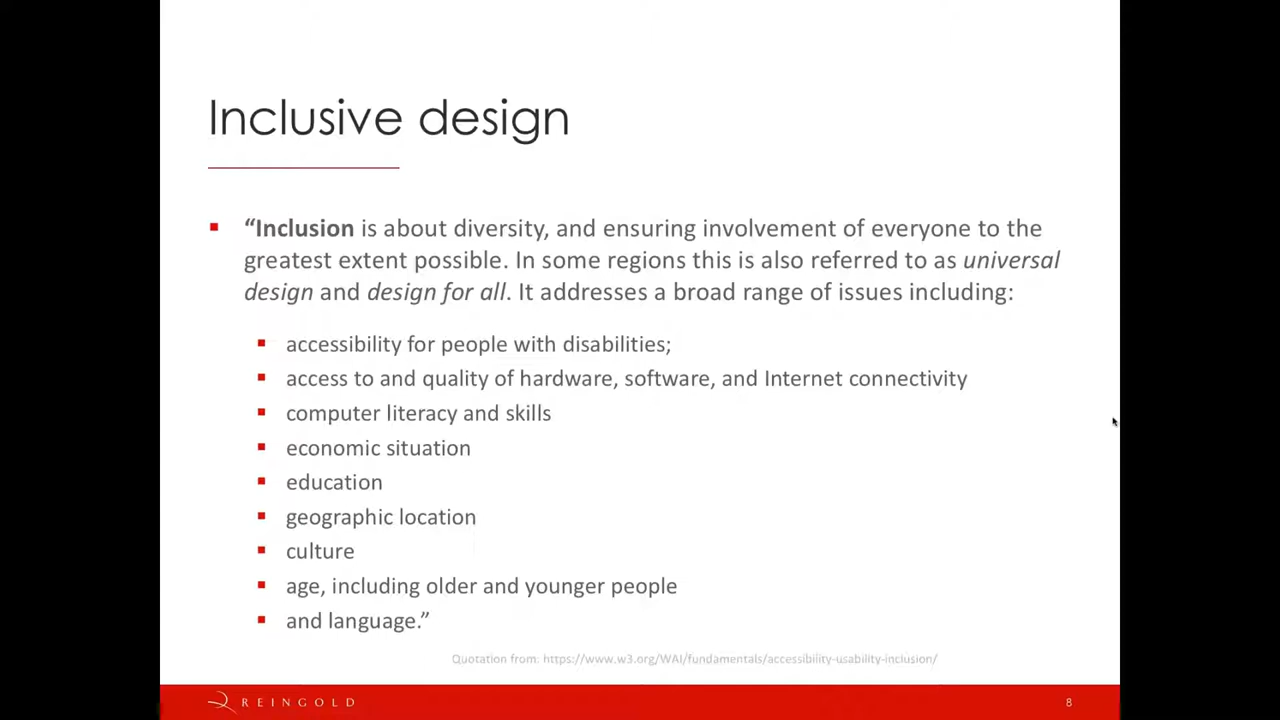 Inclusive design
“Inclusion is about diversity, and ensuring involvement of everyone to the
greatest extent possible. In some regions this is also referred to as universal
design and design for all. It addresses a broad range of issues including:
accessibility for people with disabilities;
access to and quality of hardware, software, and Internet connectivity
computer literacy and skills
economic situation
education
geographic location
culture
age, including older and younger people
and language.”
Quotation from: https://www.w3.org/WAI/fundamentals/accessibility-usability-inclusion/
REINGOLD
8